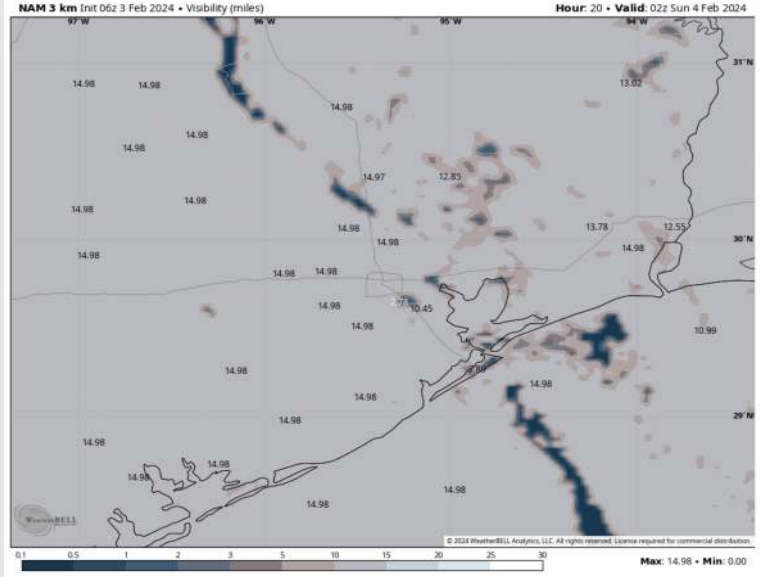 NAM 3 km Init 06z 3 Feb 2024 • Visibility (miles) Hour: 20 • Valid: 02z Sun 4 Feb 2024
97°W 96°W 95°W 94°W
31°N
13.02
14.98 14.98
14.98
14.98
14.98
14.97 12.85
14.98
14.98
14.98 13.78 12.55
30°N
14.98 14.98
14.98
14.98 14.98
14.98 10.45
14.98 10.99
14.98 14.98
14.98
14.98 29°N
14.98
14.98
14.98 14.98
14.98
WeatherBELL
© 2024 WeatherBELL Analytics, LLC. All rights reserved. License required for commercial distribution.
0.1 0.5 1 2 3 5 10 15 20 25 30
Max: 14.98 • Min: 0.00